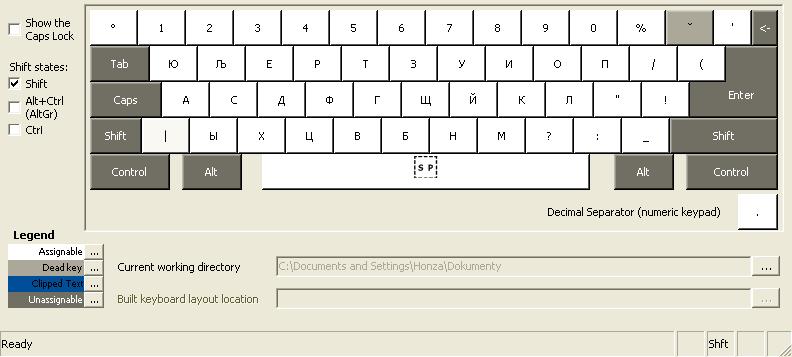 Show the
Caps Lock
Shift states:
Shift
Alt+Ctrl
(AltGr)
Ctrl
° 1 2 3 4 5 6 7 8 9 0 % ˇ ' <-
Tab Ю Љ Е Р Т З У И О П / (
Caps А С Д Ф Г Щ Й К Л " ! Enter
Shift | Ы Х Ц В Б Н М ? : _ Shift
Control Alt SP Alt Control
Decimal Separator (numeric keypad) .
Legend
Assignable ...
Dead key ...
Clipped Text ...
Unassignable ...
Current working directory C:\Documents and Settings\Honza\Dokumenty ...
Built keyboard layout location ...
Ready Shft